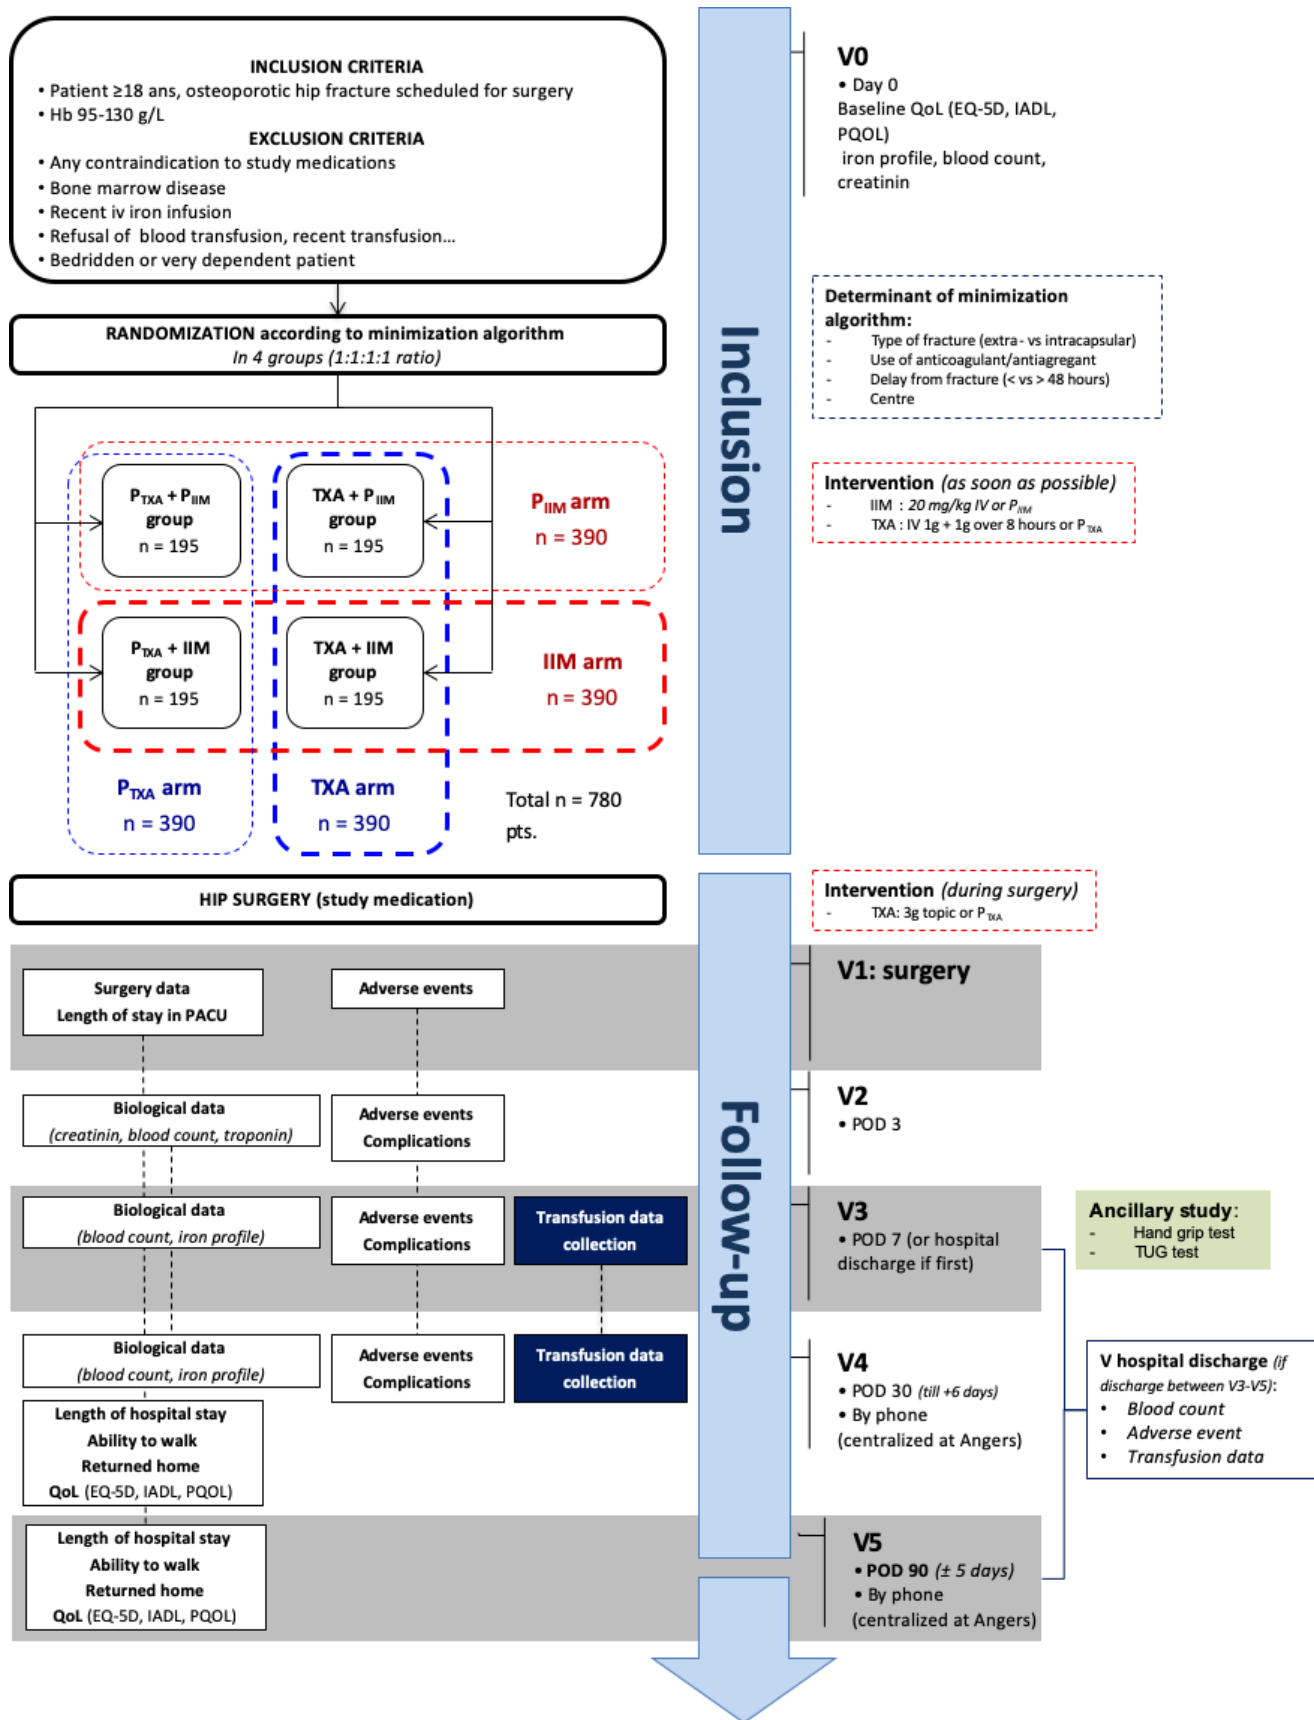 INCLUSION CRITERIA
• Patient ≥18 ans, osteoporotic hip fracture scheduled for surgery
• Hb 95-130 g/L
EXCLUSION CRITERIA
• Any contraindication to study medications
• Bone marrow disease
• Recent iv iron infusion
• Refusal of blood transfusion, recent transfusion...
• Bedridden or very dependent patient
RANDOMIZATION according to minimization algorithm
In 4 groups (1:1:1:1 ratio)
PTXA + PIIM
group
n = 195
TXA + PIIM
group
n = 195
PIIM arm
n = 390
PTXA + IIM
group
n = 195
TXA + IIM
group
n = 195
IIM arm
n = 390
PTXA arm
n = 390
TXA arm
n = 390
Total n = 780
pts.
Inclusion
V0
• Day 0
Baseline QoL (EQ-5D, IADL,
PQOL)
iron profile, blood count,
creatinin
Determinant of minimization
algorithm:
- Type of fracture (extra- vs intracapsular)
- Use of anticoagulant/antiagregant
- Delay from fracture (< vs > 48 hours)
- Centre
Intervention (as soon as possible)
- IIM : 20 mg/kg IV or PIIM
- TXA : IV 1g + 1g over 8 hours or PTXA
HIP SURGERY (study medication)
Intervention (during surgery)
- TXA: 3g topic or PTXA
Follow-up
Surgery data
Length of stay in PACU
Adverse events
V1: surgery
Biological data
(creatinin, blood count, troponin)
Adverse events
Complications
V2
• POD 3
Biological data
(blood count, iron profile)
Adverse events
Complications
Transfusion data
collection
V3
• POD 7 (or hospital
discharge if first)
Ancillary study:
- Hand grip test
- TUG test
Biological data
(blood count, iron profile)
Adverse events
Complications
Transfusion data
collection
V4
• POD 30 (till +6 days)
• By phone
(centralized at Angers)
V hospital discharge (if
discharge between V3-V5):
• Blood count
• Adverse event
• Transfusion data
Length of hospital stay
Ability to walk
Returned home
QoL (EQ-5D, IADL, PQOL)
Length of hospital stay
Ability to walk
Returned home
QoL (EQ-5D, IADL, PQOL)
V5
• POD 90 (± 5 days)
• By phone
(centralized at Angers)